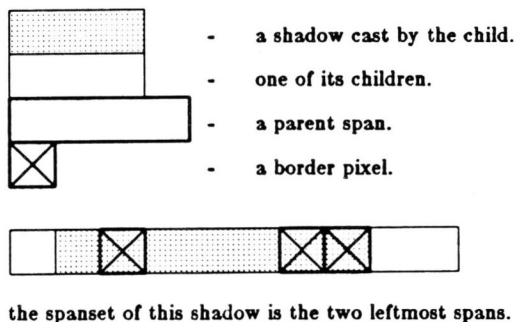 - a shadow cast by the child.
- one of its children.
- a parent span.
- a border pixel.
the spanset of this shadow is the two leftmost spans.